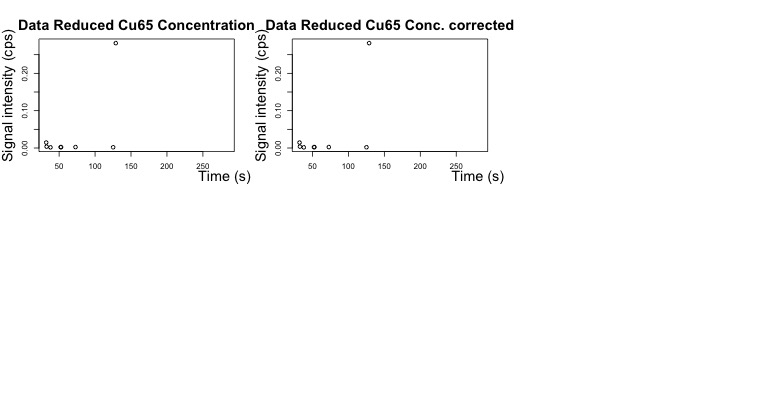 Data Reduced Cu65 Concentration
Signal intensity (cps)
0.00 0.10 0.20
50 100 150 200 250
Time (s)
Data Reduced Cu65 Conc. corrected
Signal intensity (cps)
0.00 0.10 0.20
50 100 150 200 250
Time (s)